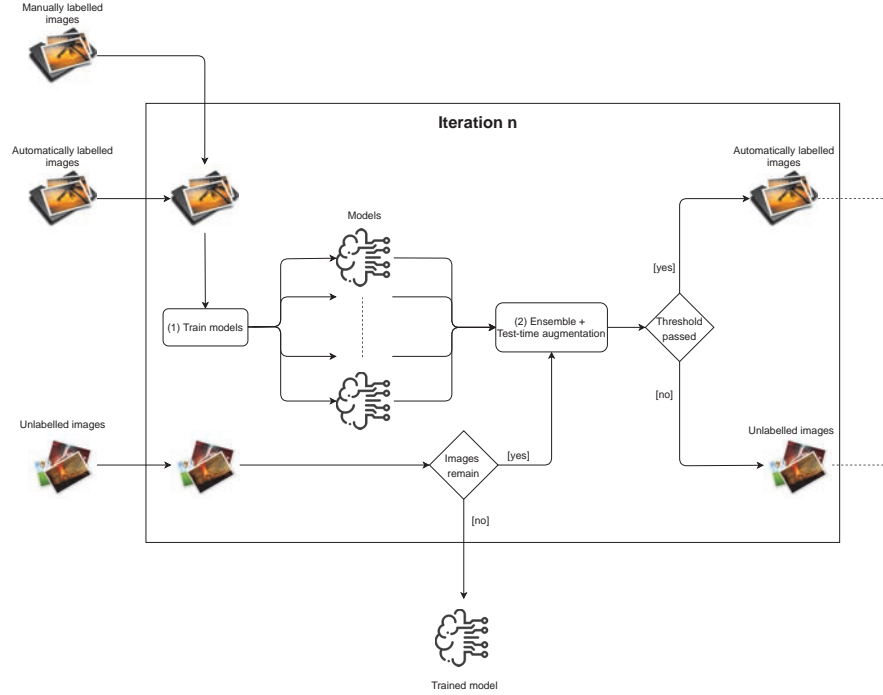 Manually labelled
images
Iteration n
Automatically labelled
images
Automatically labelled
images
Models
[yes]
(1) Train models
(2) Ensemble +
Test-time augmentation
Threshold
passed
[no]
Unlabelled images
Unlabelled images
Images
remain
[yes]
[no]
Trained model